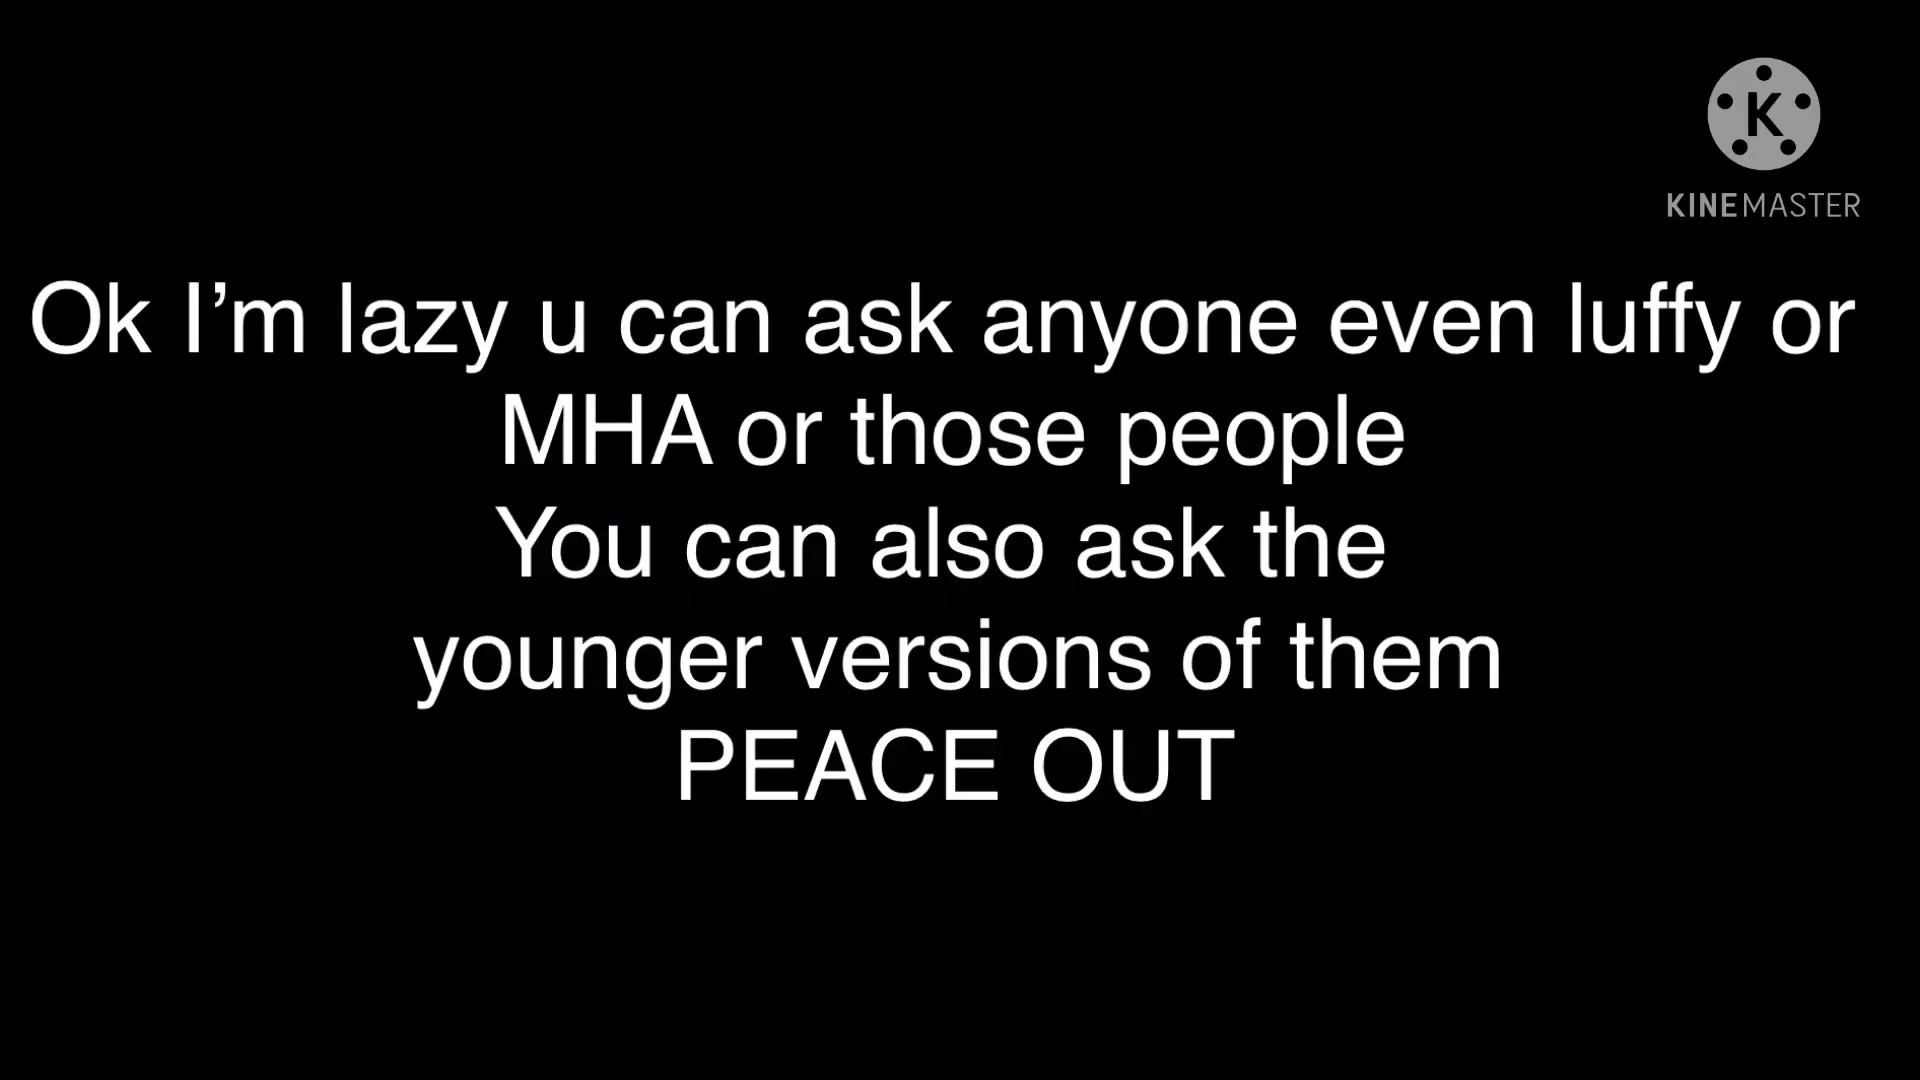 K
KINEMASTER
Ok I’m lazy u can ask anyone even luffy or
MHA or those people
You can also ask the
younger versions of them
PEACE OUT